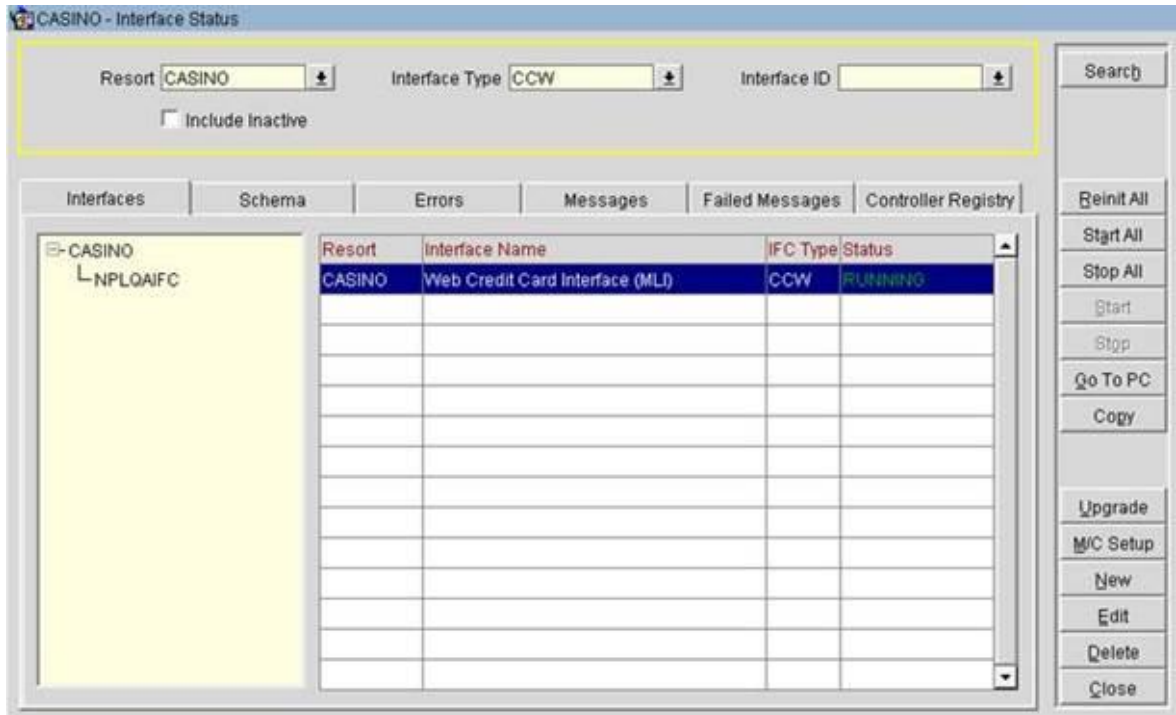 CASINO - Interface Status
Resort CASINO Interface Type CCW Interface ID Search
Include Inactive
Interfaces Schema Errors Messages Failed Messages Controller Registry Reinit All
Start All
Stop All
Start
Stop
Go To PC
Copy
CASINO
NPLQAIFC
Resort Interface Name IFC Type Status
CASINO Web Credit Card Interface (MLI) CCW RUNNING
Upgrade
M/C Setup
New
Edit
Delete
Close